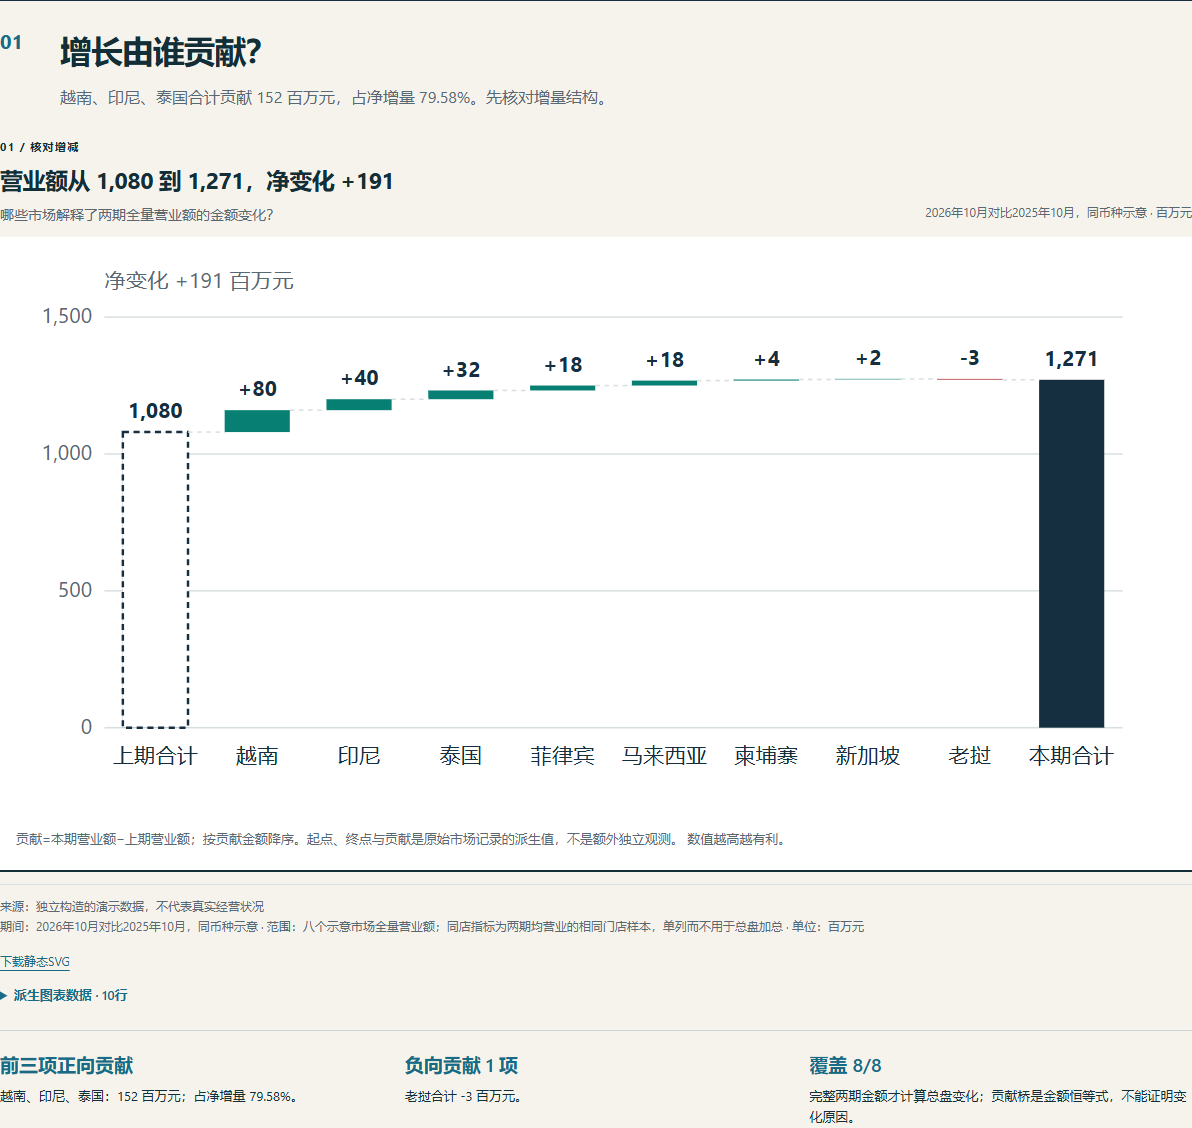 01
增长由谁贡献?
越南、印尼、泰国合计贡献 152 百万元，占净增量 79.58%。先核对增量结构。
01 / 核对增减
营业额从 1,080 到 1,271，净变化 +191
哪些市场解释了两期全量营业额的金额变化?
2026年10月对比2025年10月，同币种示意 · 百万元
净变化 +191 百万元
1,500
1,000
500
0
1,080
+80
+40
+32
+18
+18
+4
+2
-3
1,271
上期合计
越南
印尼
泰国
菲律宾
马来西亚
柬埔寨
新加坡
老挝
本期合计
贡献=本期营业额−上期营业额；按贡献金额降序。起点、终点与贡献是原始市场记录的派生值，不是额外独立观测。 数值越高越有利。
来源：独立构造的演示数据，不代表真实经营状况
期间：2026年10月对比2025年10月，同币种示意 · 范围：八个示意市场全量营业额；同店指标为两期均营业的相同门店样本，单列而不用于总盘加总 · 单位：百万元
下载静态SVG
▶ 派生图表数据 · 10行
前三项正向贡献
越南、印尼、泰国：152 百万元；占净增量 79.58%。
负向贡献 1 项
老挝合计 -3 百万元。
覆盖 8/8
完整两期金额才计算总盘变化；贡献桥是金额恒等式，不能证明变
化原因。